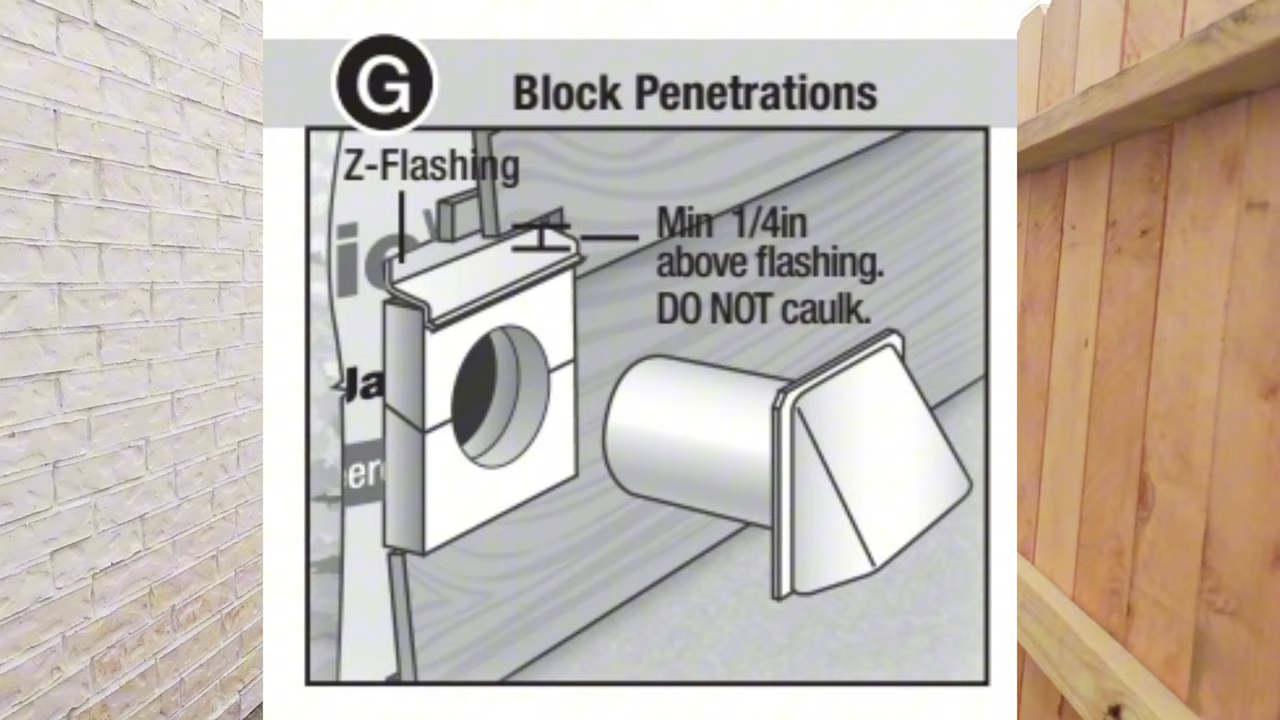 G
Block Penetrations
Z-Flashing
Min 1/4in
above flashing.
DO NOT caulk.